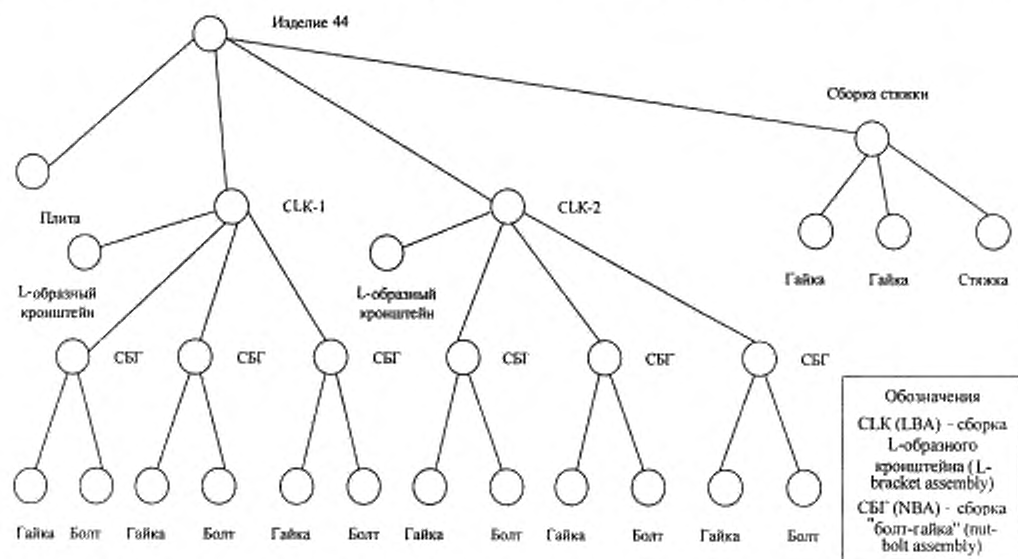 Изделие 44
Сборка стяжки
Плита
CLK-1
CLK-2
Гайка Гайка Стяжка
L-образный
кронштейн
L-образный
кронштейн
СБГ СБГ СБГ СБГ СБГ СБГ
Гайка Болт Гайка Болт Гайка Болт Гайка Болт Гайка Болт Гайка Болт
Обозначения
CLK (LBA) - сборка
L-образного
кронштейна (L-
bracket assembly)
СБГ (NBA) - сборка
"болт-гайка" (nut-
bolt assembly)